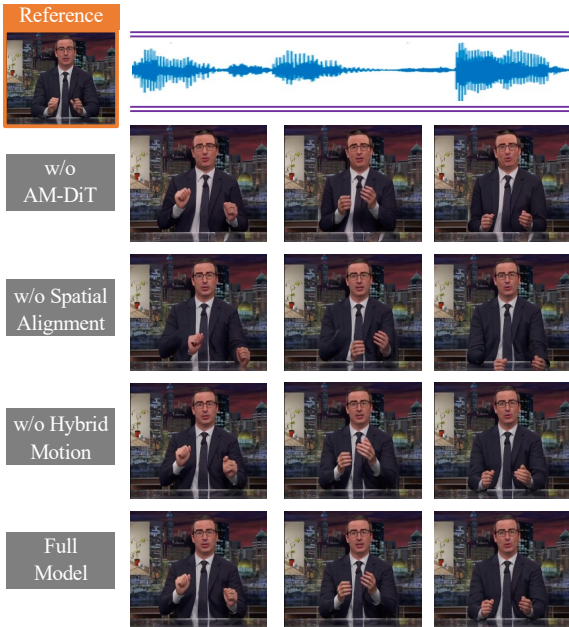 Reference
w/o
AM-DiT
w/o Spatial
Alignment
w/o Hybrid
Motion
Full
Model